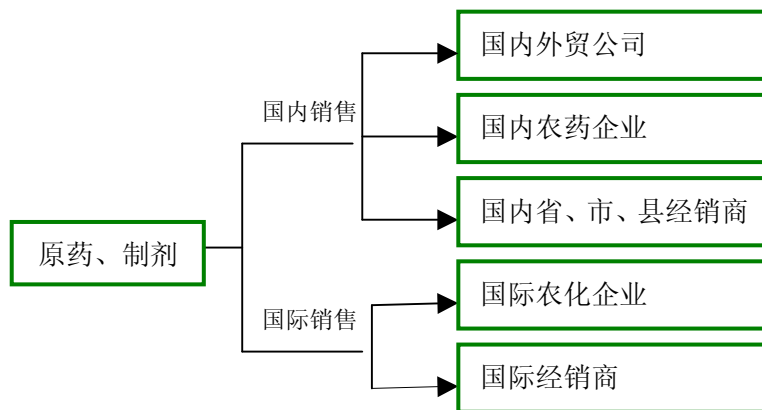 国内外贸公司
国内销售
国内农药企业
国内省、市、县经销商
原药、制剂
国际农化企业
国际销售
国际经销商